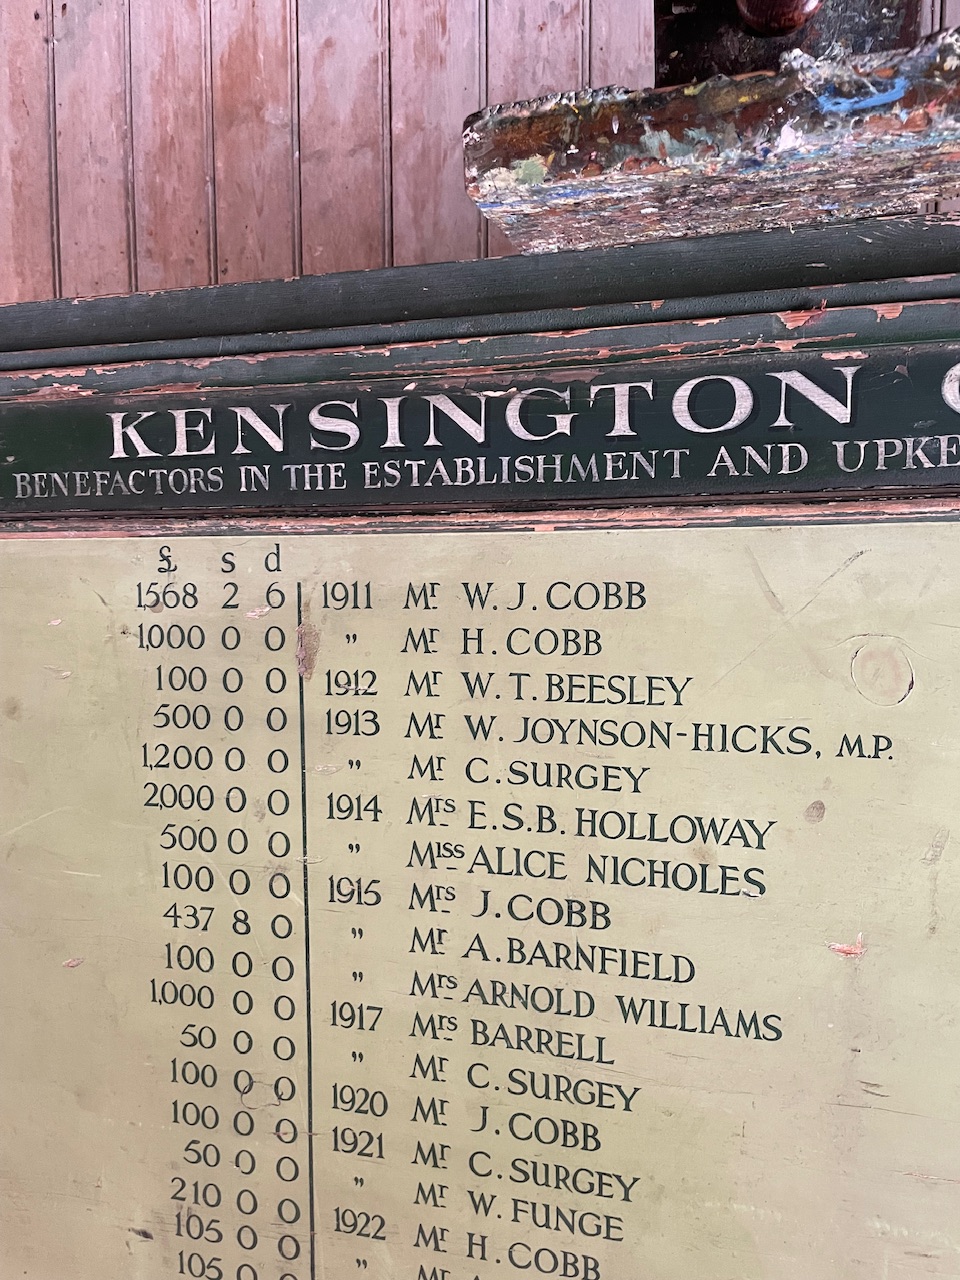 KENSINGTON
BENEFACTORS IN THE ESTABLISHMENT AND UPKE
£ s d
1568 2 6 1911 Mr W. J. COBB
1,000 0 0 " Mr H. COBB
100 0 0 1912 Mr W. T. BEESLEY
500 0 0 1913 Mr W. JOYNSON-HICKS, M.P.
1,200 0 0 " Mr C. SURGEY
2,000 0 0 1914 Mrs E.S.B. HOLLOWAY
500 0 0 " Miss ALICE NICHOLES
100 0 0 1915 Mrs J. COBB
437 8 0 " Mr A. BARNFIELD
100 0 0 " Mrs ARNOLD WILLIAMS
1,000 0 0 1917 Mrs BARRELL
50 0 0 " Mr C. SURGEY
100 0 0 1920 Mr J. COBB
100 0 0 1921 Mr C. SURGEY
50 0 0 " Mr W. FUNGE
210 0 0 1922 Mr H. COBB
105 0 0 " Mr
105 0 0